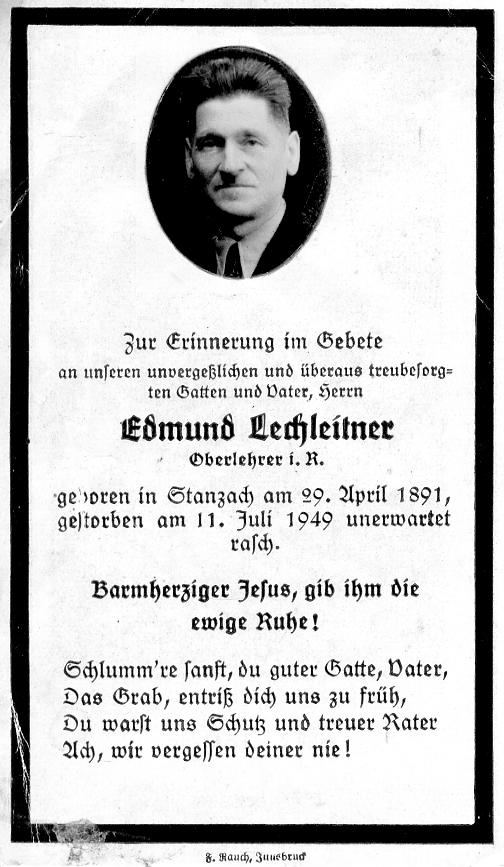 Zur Erinnerung im Gebete
an unseren unvergeßlichen und überaus treubesorg-
ten Gatten und Vater, Herrn
Edmund Lechleitner
Oberlehrer i. R.
geboren in Stanzach am 29. April 1891,
gestorben am 11. Juli 1949 unerwartet
rasch.
Barmherziger Jesus, gib ihm die
ewige Ruhe!
Schlumm're sanft, du guter Gatte, Vater,
Das Grab, entriß dich uns zu früh,
Du warst uns Schutz und treuer Rater
Ach, wir vergessen deiner nie!
F. Rauch, Innsbruck